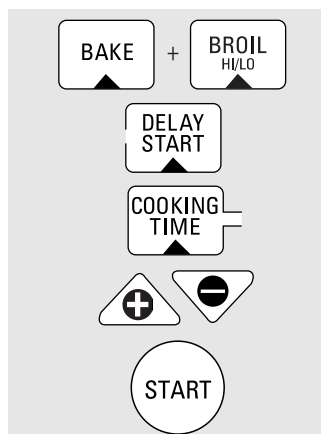 BAKE + BROIL
HI/LO
DELAY
START
COOKING
TIME
+ −
START